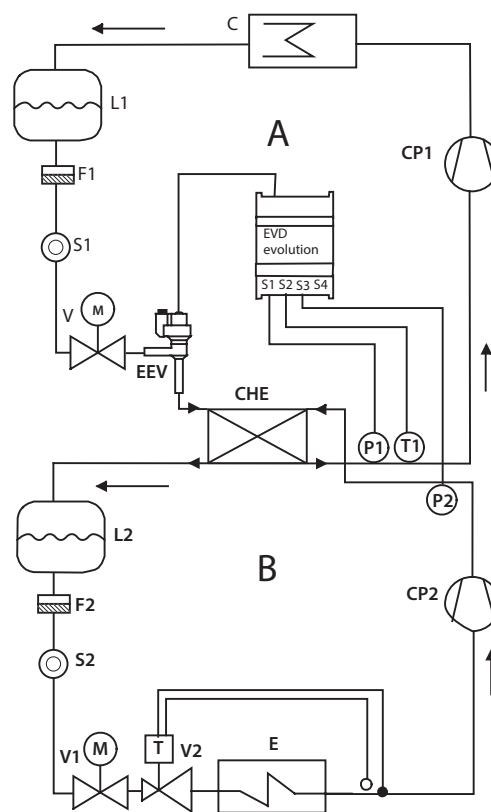 C
L1
A
CP1
F1
EVD
evolution
S1
S1 S2 S3 S4
V
M
EEV
CHE
P1
T1
P2
L2
B
CP2
F2
S2
V1
M
T
V2
E